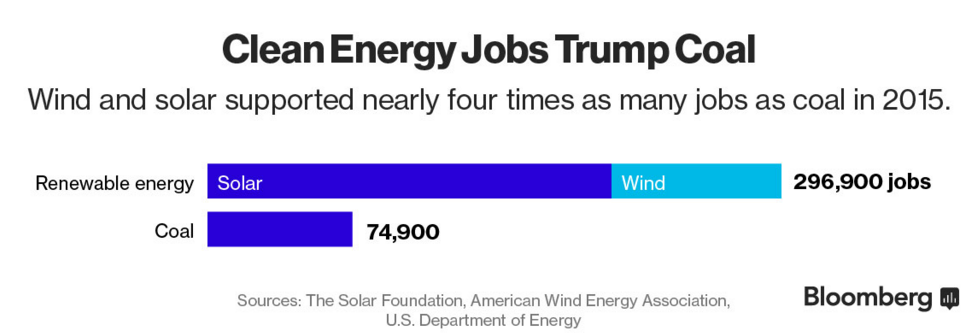 Clean Energy Jobs Trump Coal
Wind and solar supported nearly four times as many jobs as coal in 2015.
Renewable energy Solar Wind 296,900 jobs
Coal 74,900
Sources: The Solar Foundation, American Wind Energy Association,
U.S. Department of Energy
Bloomberg